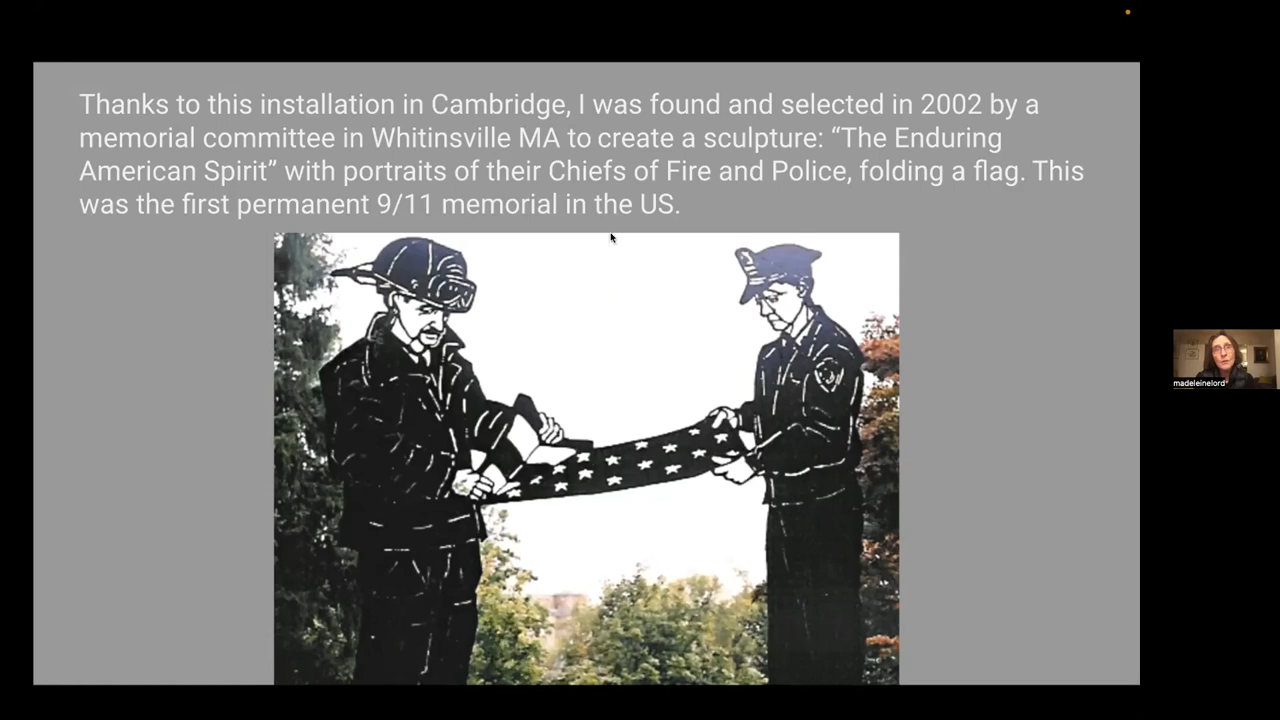 Thanks to this installation in Cambridge, I was found and selected in 2002 by a
memorial committee in Whitinsville MA to create a sculpture: “The Enduring
American Spirit” with portraits of their Chiefs of Fire and Police, folding a flag. This
was the first permanent 9/11 memorial in the US.
madeleinelord